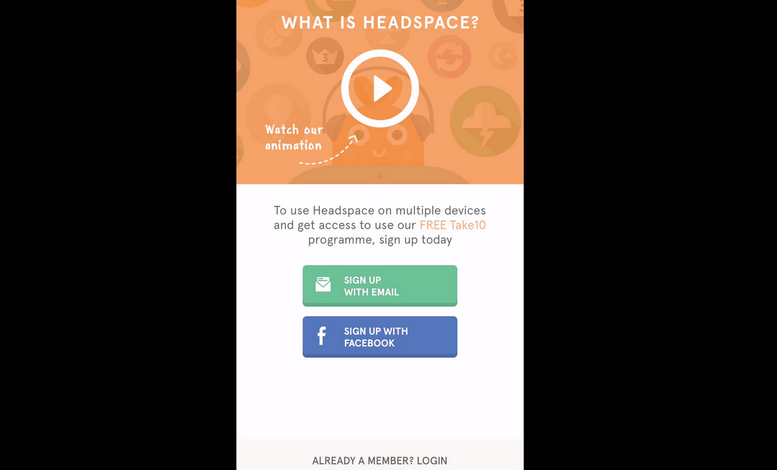 WHAT IS HEADSPACE?
Watch our
animation
To use Headspace on multiple devices
and get access to use our FREE Take10
programme, sign up today
SIGN UP
WITH EMAIL
SIGN UP WITH
FACEBOOK
ALREADY A MEMBER? LOGIN